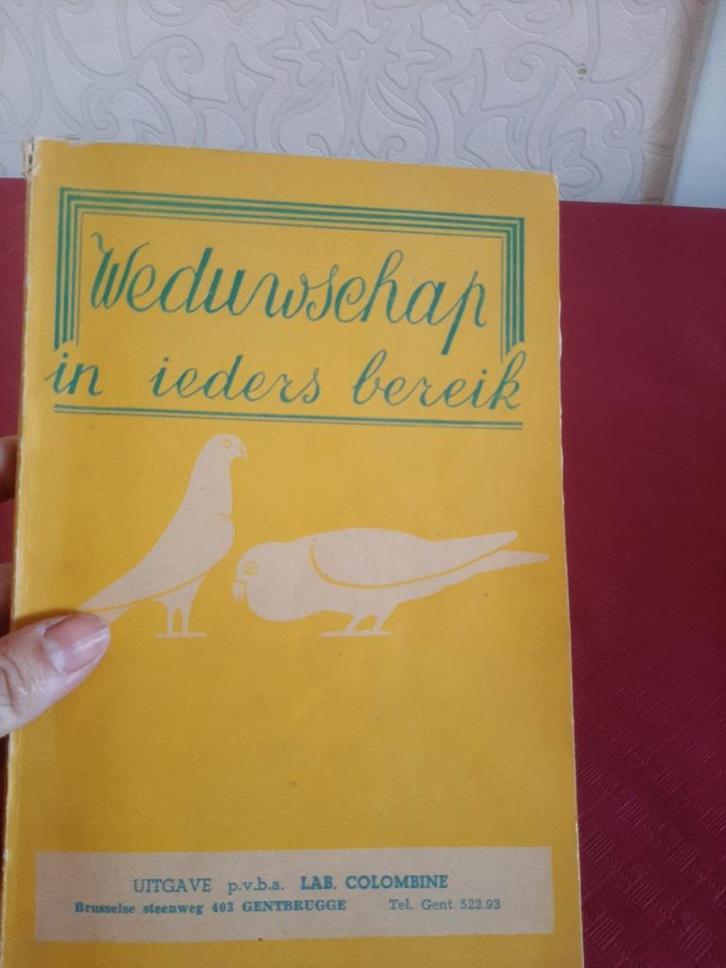 Weduwschap
in ieders bereik
UITGAVE p.v.b.a. LAB. COLOMBINE
Brusselse steenweg 403 GENTBRUGGE Tel. Gent 522.93